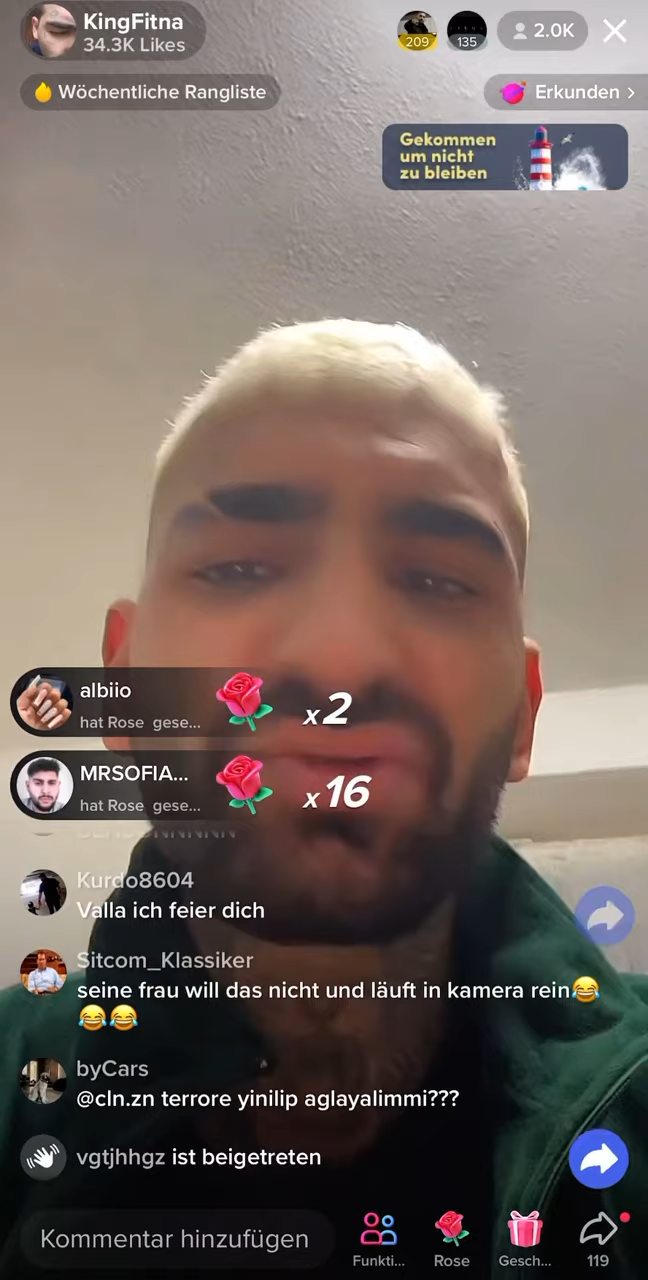 KingFitna
34.3K Likes
209
135
2.0K
Wöchentliche Rangliste
Erkunden >
Gekommen
um nicht
zu bleiben
albiio
hat Rose gese...
x2
MRSOFIA...
hat Rose gese...
x16
Kurdo8604
Valla ich feier dich
Sitcom_Klassiker
seine frau will das nicht und läuft in kamera rein😂
😂😂
byCars
@cln.zn terrore yinilip aglayalimmi???
vgtjhhgz ist beigetreten
Kommentar hinzufügen
Funkti...
Rose
Gesch...
119